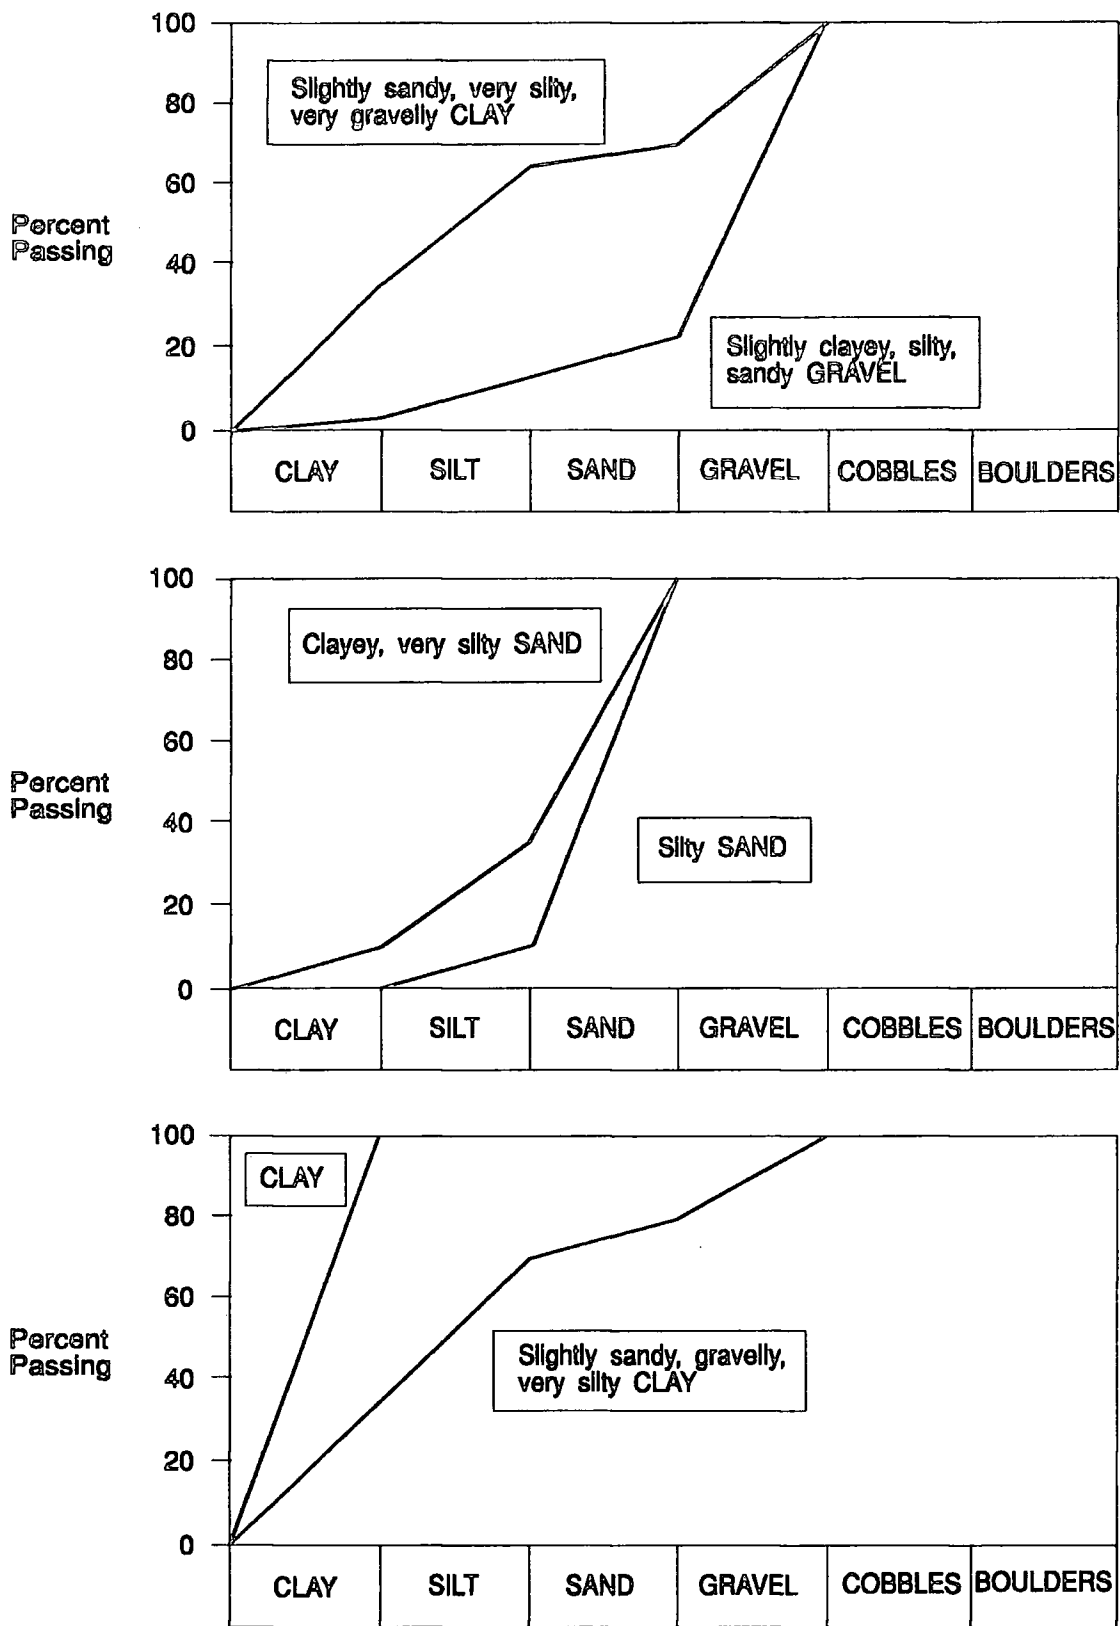 100
Slightly sandy, very silty,
very gravelly CLAY
80
60
Percent
Passing
40
20
Slightly clayey, silty,
sandy GRAVEL
0
CLAY SILT SAND GRAVEL COBBLES BOULDERS
100
Clayey, very silty SAND
80
60
Percent
Passing
40
Silty SAND
20
0
CLAY SILT SAND GRAVEL COBBLES BOULDERS
100
CLAY
80
60
Percent
Passing
Slightly sandy, gravelly,
very silty CLAY
40
20
0
CLAY SILT SAND GRAVEL COBBLES BOULDERS